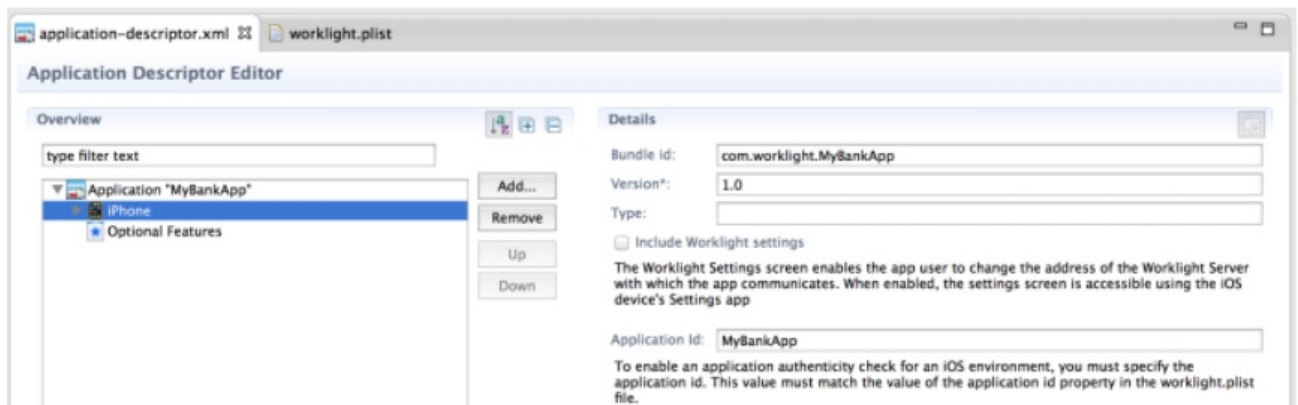 application-descriptor.xml
worklight.plist
Application Descriptor Editor
Overview
type filter text
Application "MyBankApp"
iPhone
Optional Features
Add...
Remove
Up
Down
Details
Bundle id: com.worklight.MyBankApp
Version*: 1.0
Type:
Include Worklight settings
The Worklight Settings screen enables the app user to change the address of the Worklight Server
with which the app communicates. When enabled, the settings screen is accessible using the iOS
device's Settings app
Application Id: MyBankApp
To enable an application authenticity check for an iOS environment, you must specify the
application id. This value must match the value of the application id property in the worklight.plist
file.